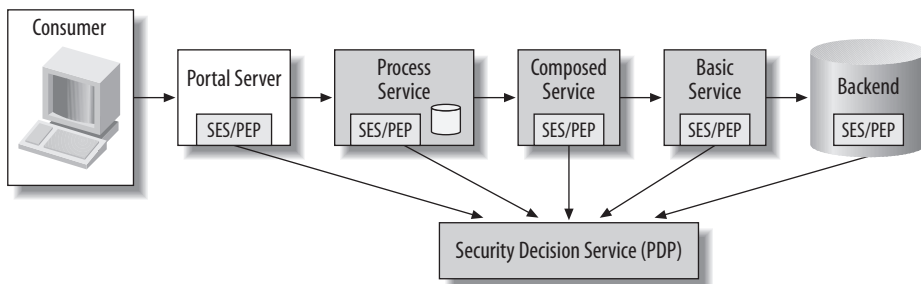 Consumer
Portal Server
SES/PEP
Process
Service
SES/PEP
Composed
Service
SES/PEP
Basic
Service
SES/PEP
Backend
SES/PEP
Security Decision Service (PDP)